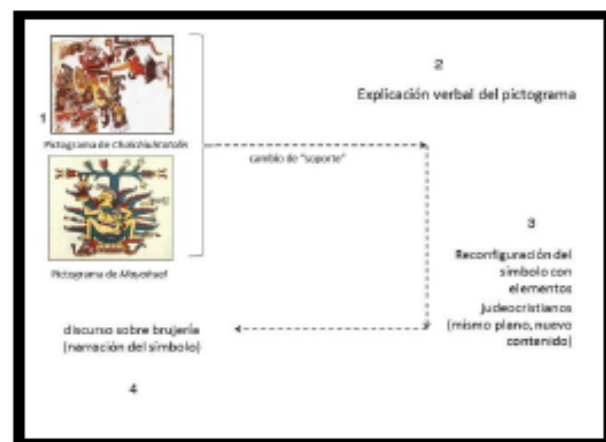 2
Explicación verbal del pictograma
1
Pictograma de
cambio de "soporte"
Pictograma de Mayahuel
3
Reconfiguración del
símbolo con
elementos
judeocristianos
(mismo plano, nuevo
contenido)
discurso sobre brujería
(narración del símbolo)
4